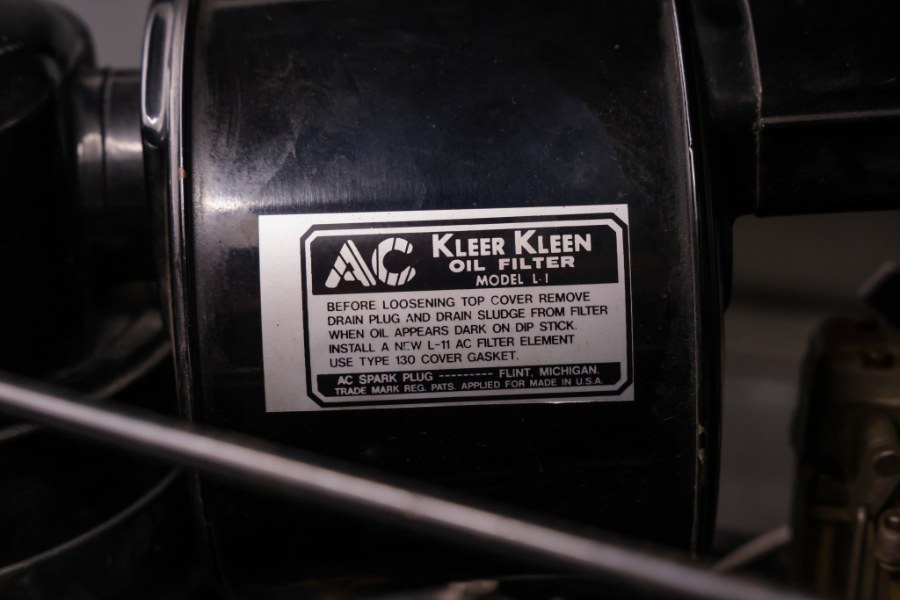 AC KLEER KLEEN
OIL FILTER
MODEL L-1
BEFORE LOOSENING TOP COVER REMOVE
DRAIN PLUG AND DRAIN SLUDGE FROM FILTER
WHEN OIL APPEARS DARK ON DIP STICK.
INSTALL A NEW L-11 AC FILTER ELEMENT
USE TYPE 130 COVER GASKET.
AC SPARK PLUG --------- FLINT, MICHIGAN.
TRADE MARK REG. PATS. APPLIED FOR MADE IN U.S.A.